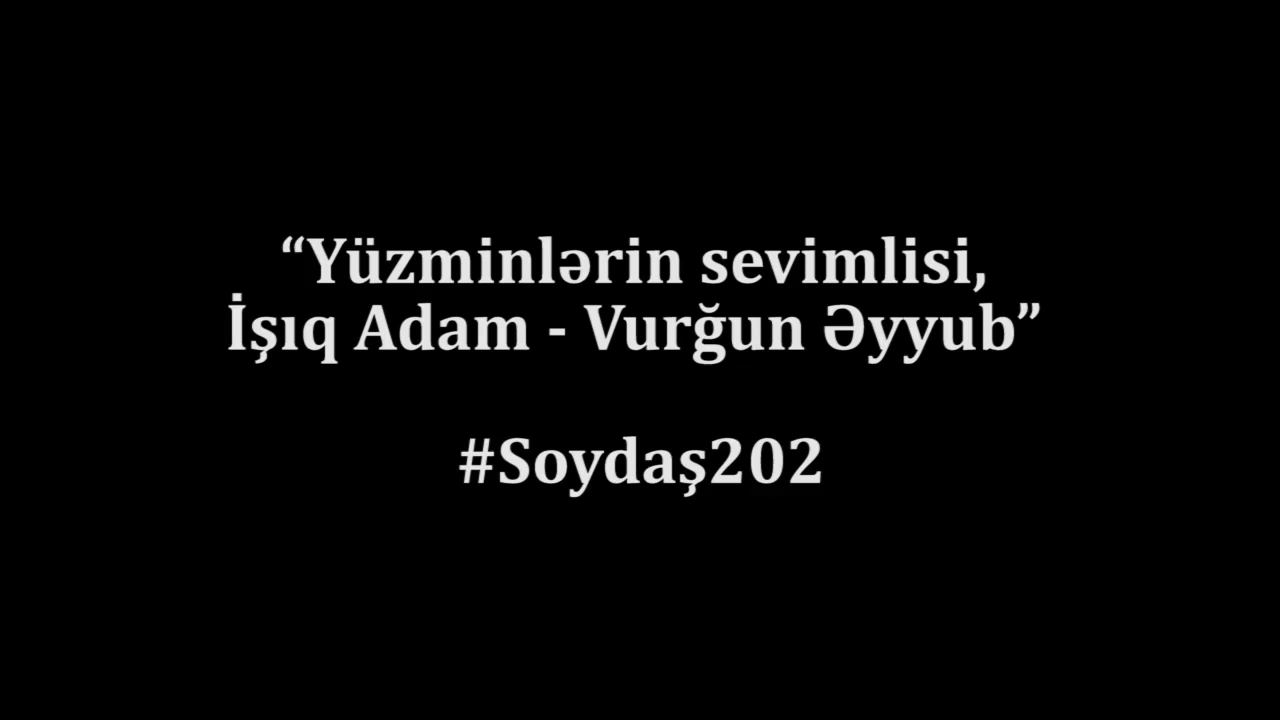 “Yüzminlərin sevimlisi,
İşıq Adam - Vurğun Əyyub”
#Soydaş202